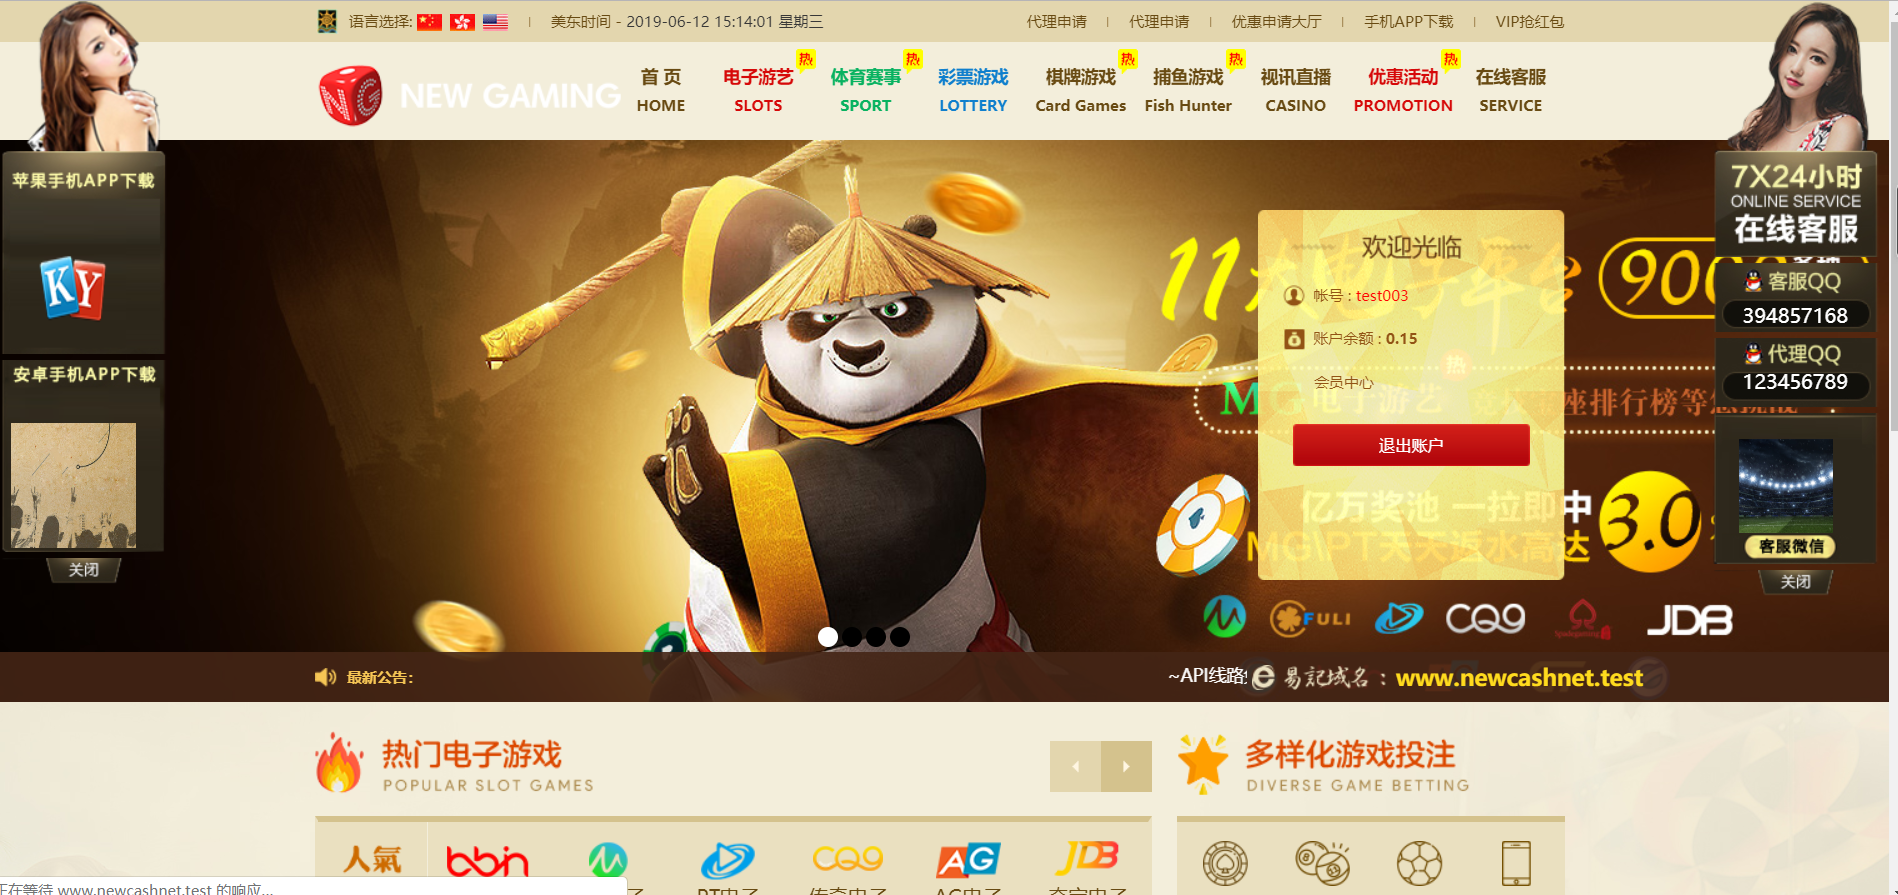 语言选择:
美东时间 - 2019-06-12 15:14:01 星期三
代理申请
代理申请
优惠申请大厅
手机APP下载
VIP抢红包
NG NEW GAMING
首 页
HOME
电子游艺
热
SLOTS
体育赛事
热
SPORT
彩票游戏
LOTTERY
棋牌游戏
热
Card Games
捕鱼游戏
热
Fish Hunter
视讯直播
CASINO
优惠活动
热
PROMOTION
在线客服
SERVICE
苹果手机APP下载
KY
安卓手机APP下载
关闭
7X24小时
ONLINE SERVICE
在线客服
客服QQ
394857168
代理QQ
123456789
客服微信
关闭
11大电子平台
欢迎光临
帐号 : test003
账户余额 : 0.15
会员中心
退出账户
热
MG电子游艺
座排行榜等您挑战
亿万奖池 一拉即中
MG\PT天天返水高达
3.0
FULI
CQ9
JDB
最新公告:
~API线路
易記域名 : www.newcashnet.test
热门电子游戏
POPULAR SLOT GAMES
多样化游戏投注
DIVERSE GAME BETTING
人氣
bbin
CQ9
AG
JDB
PT电子
传奇电子
AG电子
正在等待 www.newcashnet.test 的响应...